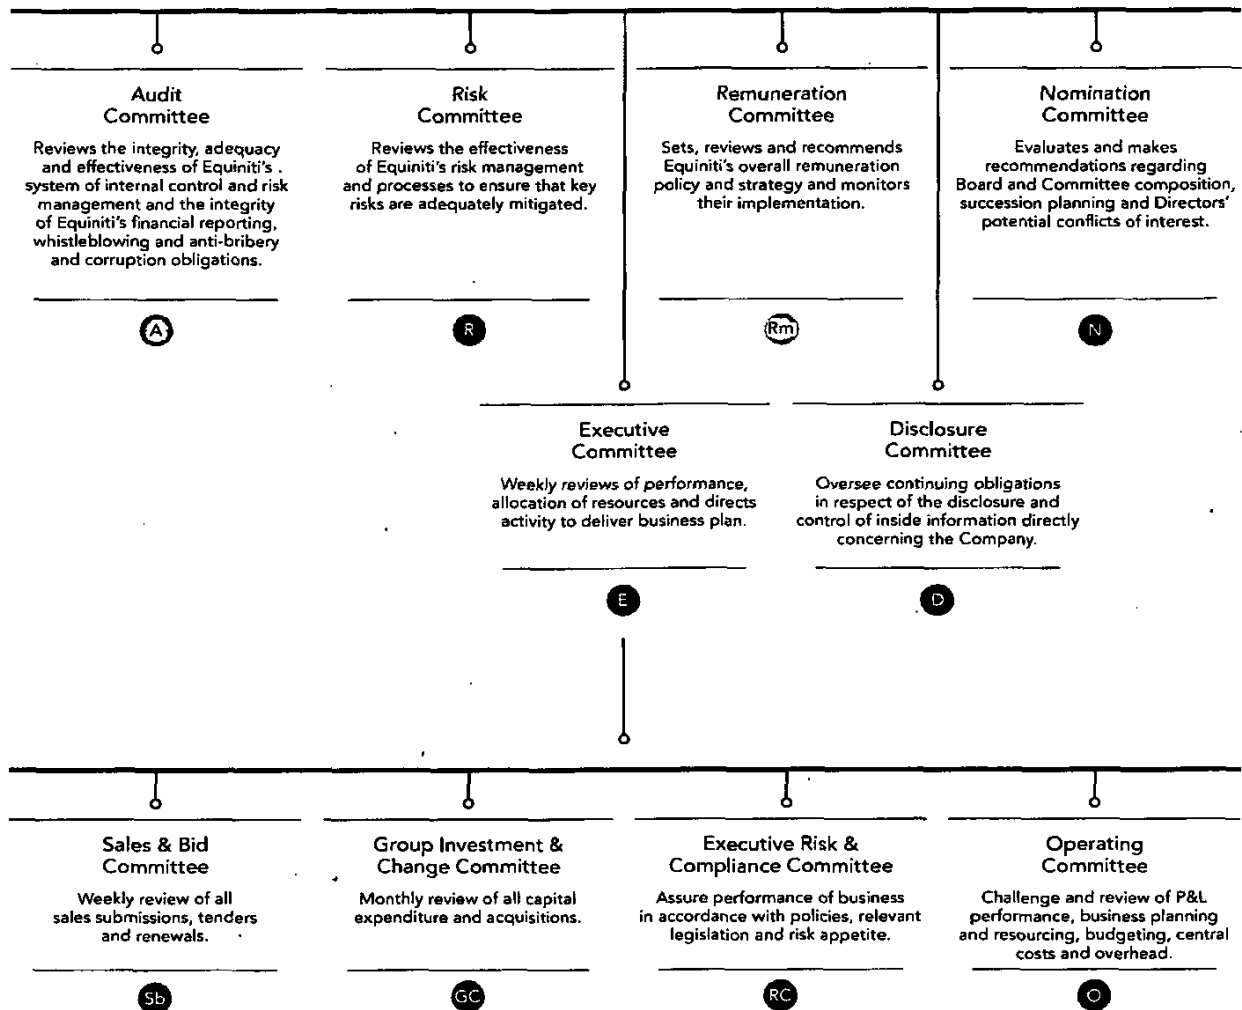 Audit
Committee
Reviews the integrity, adequacy
and effectiveness of Equiniti's .
system of internal control and risk
management and the integrity
of Equiniti's financial reporting,
whistleblowing and anti-bribery
and corruption obligations.
A
Risk
Committee
Reviews the effectiveness
of Equiniti's risk management
and processes to ensure that key
risks are adequately mitigated.
R
Remuneration
Committee
Sets, reviews and recommends
Equiniti's overall remuneration
policy and strategy and monitors
their implementation.
Rm
Nomination
Committee
Evaluates and makes
recommendations regarding
Board and Committee composition,
succession planning and Directors'
potential conflicts of interest.
N
Executive
Committee
Weekly reviews of performance,
allocation of resources and directs
activity to deliver business plan.
E
Disclosure
Committee
Oversee continuing obligations
in respect of the disclosure and
control of inside information directly
concerning the Company.
D
Sales & Bid
Committee
Weekly review of all
sales submissions, tenders
and renewals.
Sb
Group Investment &
Change Committee
Monthly review of all capital
expenditure and acquisitions.
GC
Executive Risk &
Compliance Committee
Assure performance of business
in accordance with policies, relevant
legislation and risk appetite.
RC
Operating
Committee
Challenge and review of P&L
performance, business planning
and resourcing, budgeting, central
costs and overhead.
O